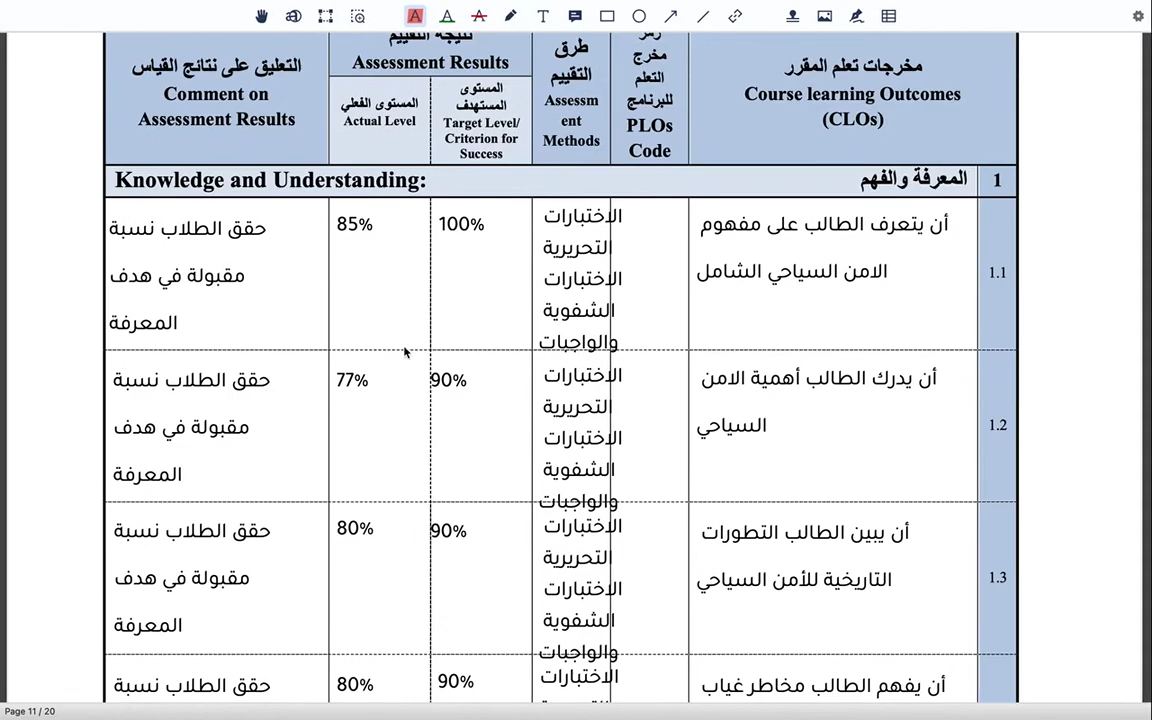 مخرجات تعلم المقرر
Course learning Outcomes
(CLOs)
رمز
مخرج
التعلم
للبرنامج
PLOs
Code
طرق
التقييم
Assessm
ent
Methods
نتيجة التقييم
Assessment Results
المستوى
المستهدف
Target Level/
Criterion for
Success
المستوى الفعلي
Actual Level
التعليق على نتائج القياس
Comment on
Assessment Results
1
المعرفة والفهم
Knowledge and Understanding:
1.1
أن يتعرف الطالب على مفهوم
الامن السياحي الشامل
الاختبارات
التحريرية
الاختبارات
الشفوية
والواجبات
100%
85%
حقق الطلاب نسبة
مقبولة في هدف
المعرفة
1.2
أن يدرك الطالب أهمية الامن
السياحي
الاختبارات
التحريرية
الاختبارات
الشفوية
والواجبات
90%
77%
حقق الطلاب نسبة
مقبولة في هدف
المعرفة
1.3
أن يبين الطالب التطورات
التاريخية للأمن السياحي
الاختبارات
التحريرية
الاختبارات
الشفوية
والواجبات
90%
80%
حقق الطلاب نسبة
مقبولة في هدف
المعرفة
أن يفهم الطالب مخاطر غياب
الاختبارات
90%
80%
حقق الطلاب نسبة
Page 11 / 20